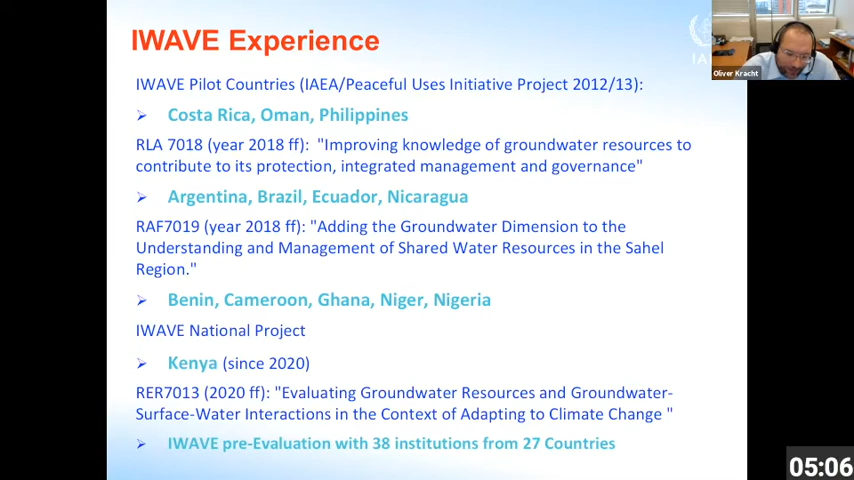 IWAVE Experience
IWAVE Pilot Countries (IAEA/Peaceful Uses Initiative Project 2012/13):
➢ Costa Rica, Oman, Philippines
RLA 7018 (year 2018 ff): "Improving knowledge of groundwater resources to
contribute to its protection, integrated management and governance"
➢ Argentina, Brazil, Ecuador, Nicaragua
RAF7019 (year 2018 ff): "Adding the Groundwater Dimension to the
Understanding and Management of Shared Water Resources in the Sahel
Region."
➢ Benin, Cameroon, Ghana, Niger, Nigeria
IWAVE National Project
➢ Kenya (since 2020)
RER7013 (2020 ff): "Evaluating Groundwater Resources and Groundwater-
Surface-Water Interactions in the Context of Adapting to Climate Change "
➢ IWAVE pre-Evaluation with 38 institutions from 27 Countries
Oliver Kracht
05:06